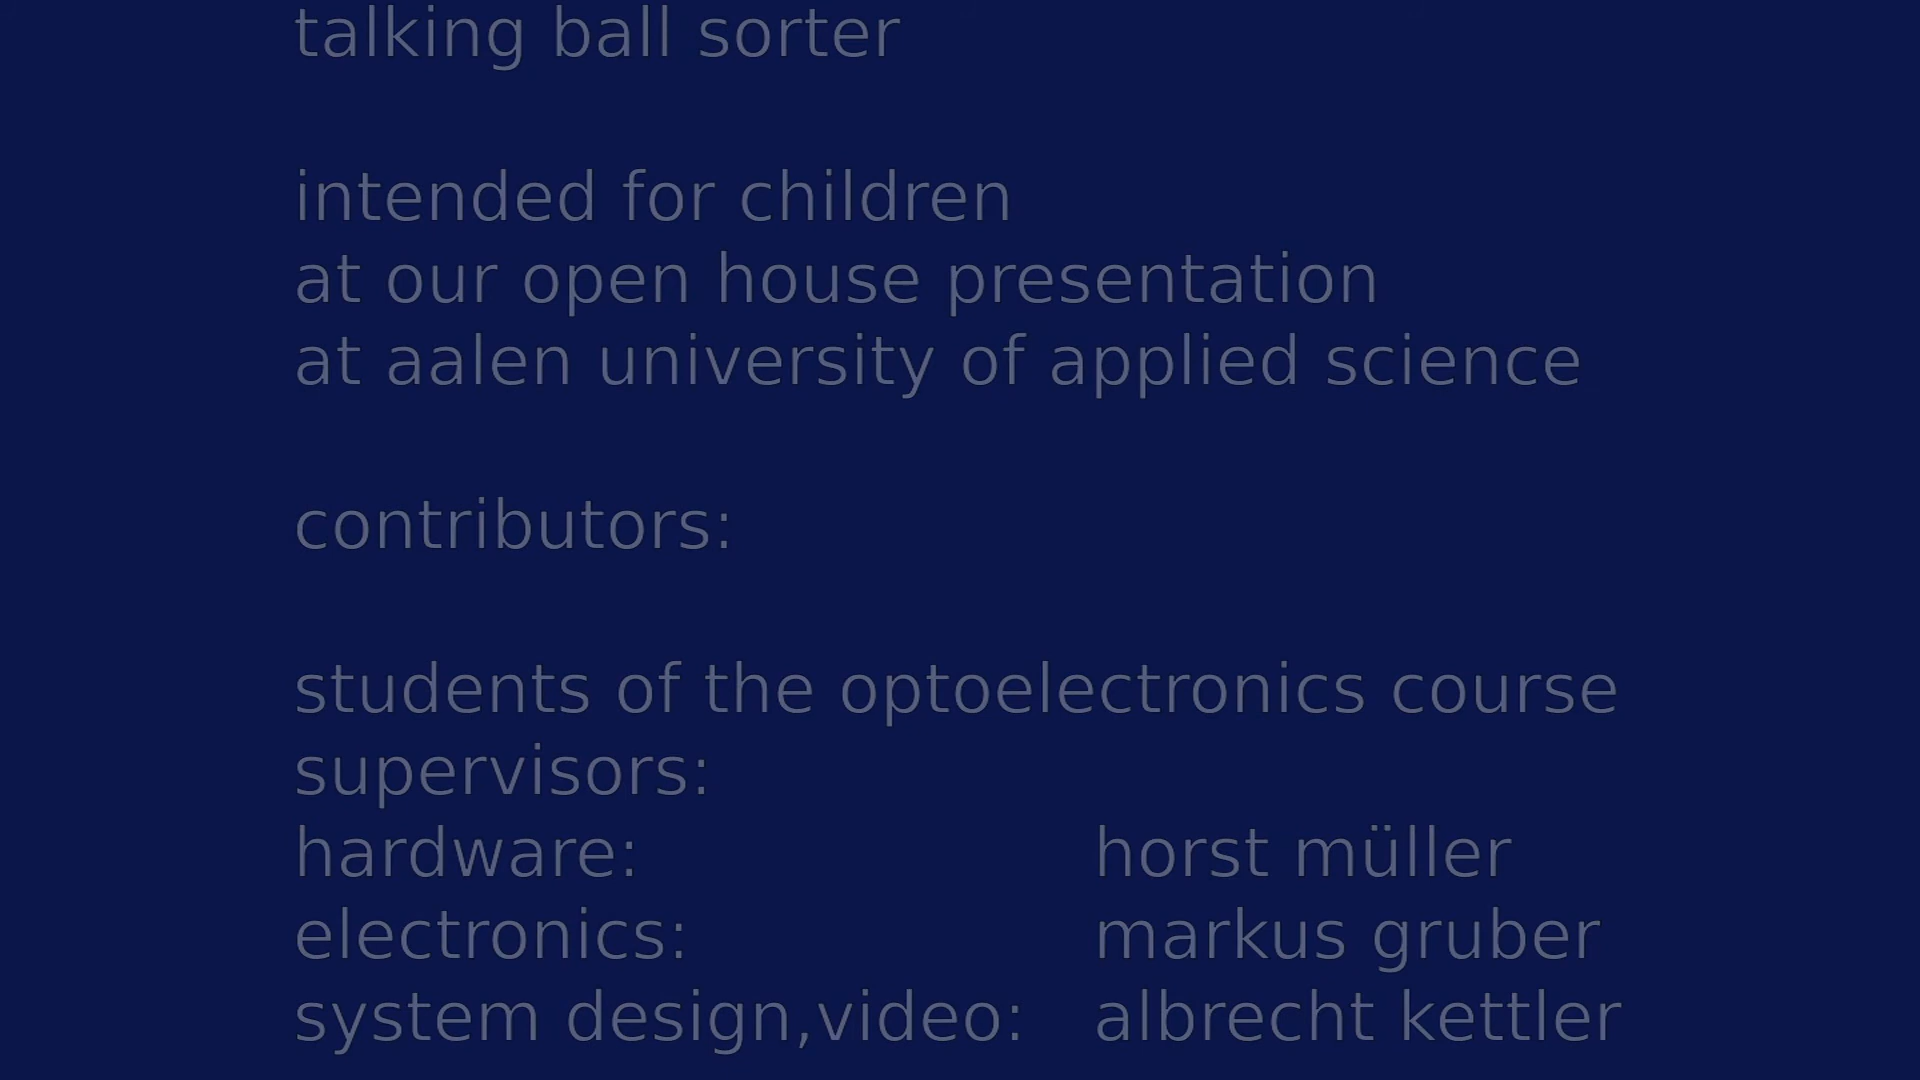 talking ball sorter
intended for children
at our open house presentation
at aalen university of applied science
contributors:
students of the optoelectronics course
supervisors:
hardware: horst müller
electronics: markus gruber
system design,video: albrecht kettler